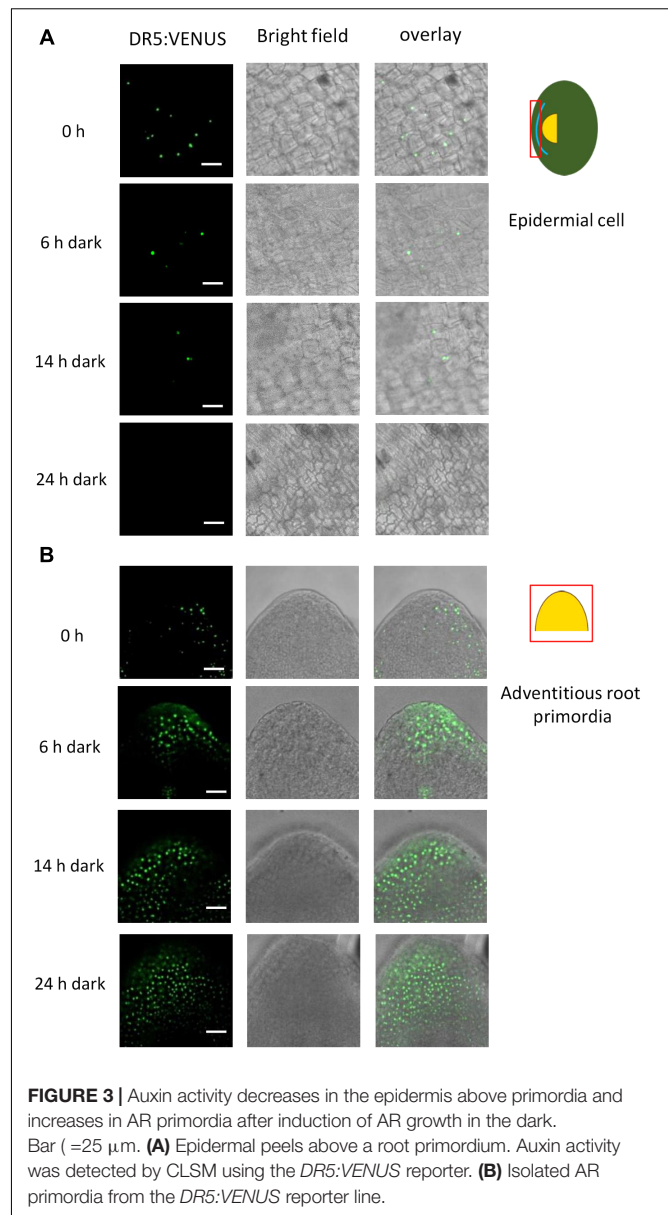 A
DR5:VENUS Bright field overlay
0 h
6 h dark
Epidermial cell
14 h dark
24 h dark
B
0 h
Adventitious root
primordia
6 h dark
14 h dark
24 h dark
FIGURE 3 | Auxin activity decreases in the epidermis above primordia and
increases in AR primordia after induction of AR growth in the dark.
Bar ( =25 μm. (A) Epidermal peels above a root primordium. Auxin activity
was detected by CLSM using the DR5:VENUS reporter. (B) Isolated AR
primordia from the DR5:VENUS reporter line.